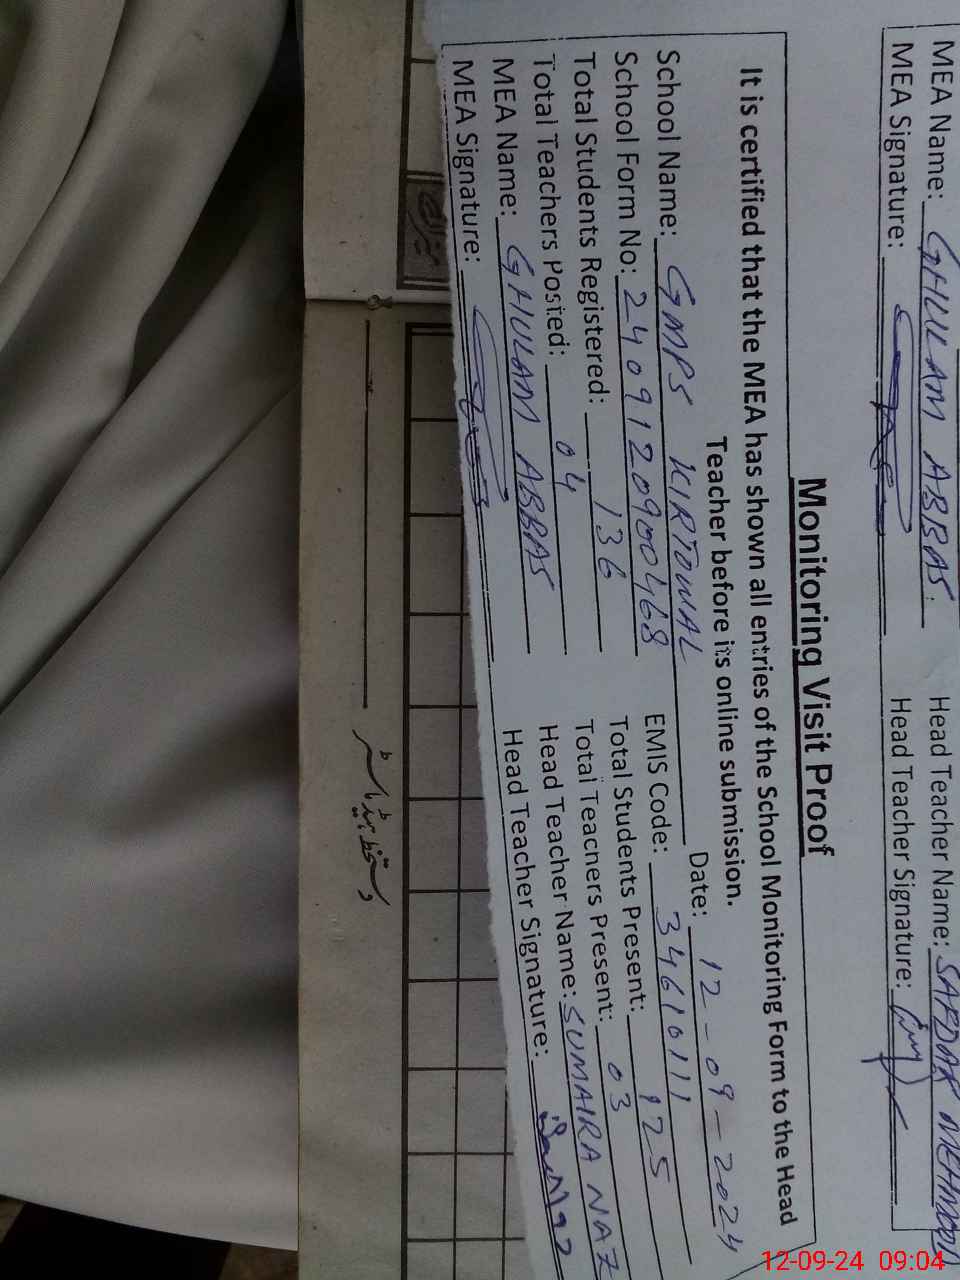 MEA Name: GHULAM ABBAS. Head Teacher Name: SARDAR MEHMOOD
MEA Signature: Head Teacher Signature:
Monitoring Visit Proof
It is certified that the MEA has shown all entries of the School Monitoring Form to the Head
Teacher before its online submission.
Date: 12-09-2024
School Name: GMPS KIRTOWAL EMIS Code: 34610111
School Form No: 2409120900468 Total Students Present: 125
Total Students Registered: 136 Total Teachers Present: 03
Total Teachers Posted: 04 Head Teacher Name: SUMAIRA NAZ
MEA Name: GHULAM ABBAS Head Teacher Signature:
MEA Signature:
دستخط ہیڈ ماسٹر
12-09-24 09:04